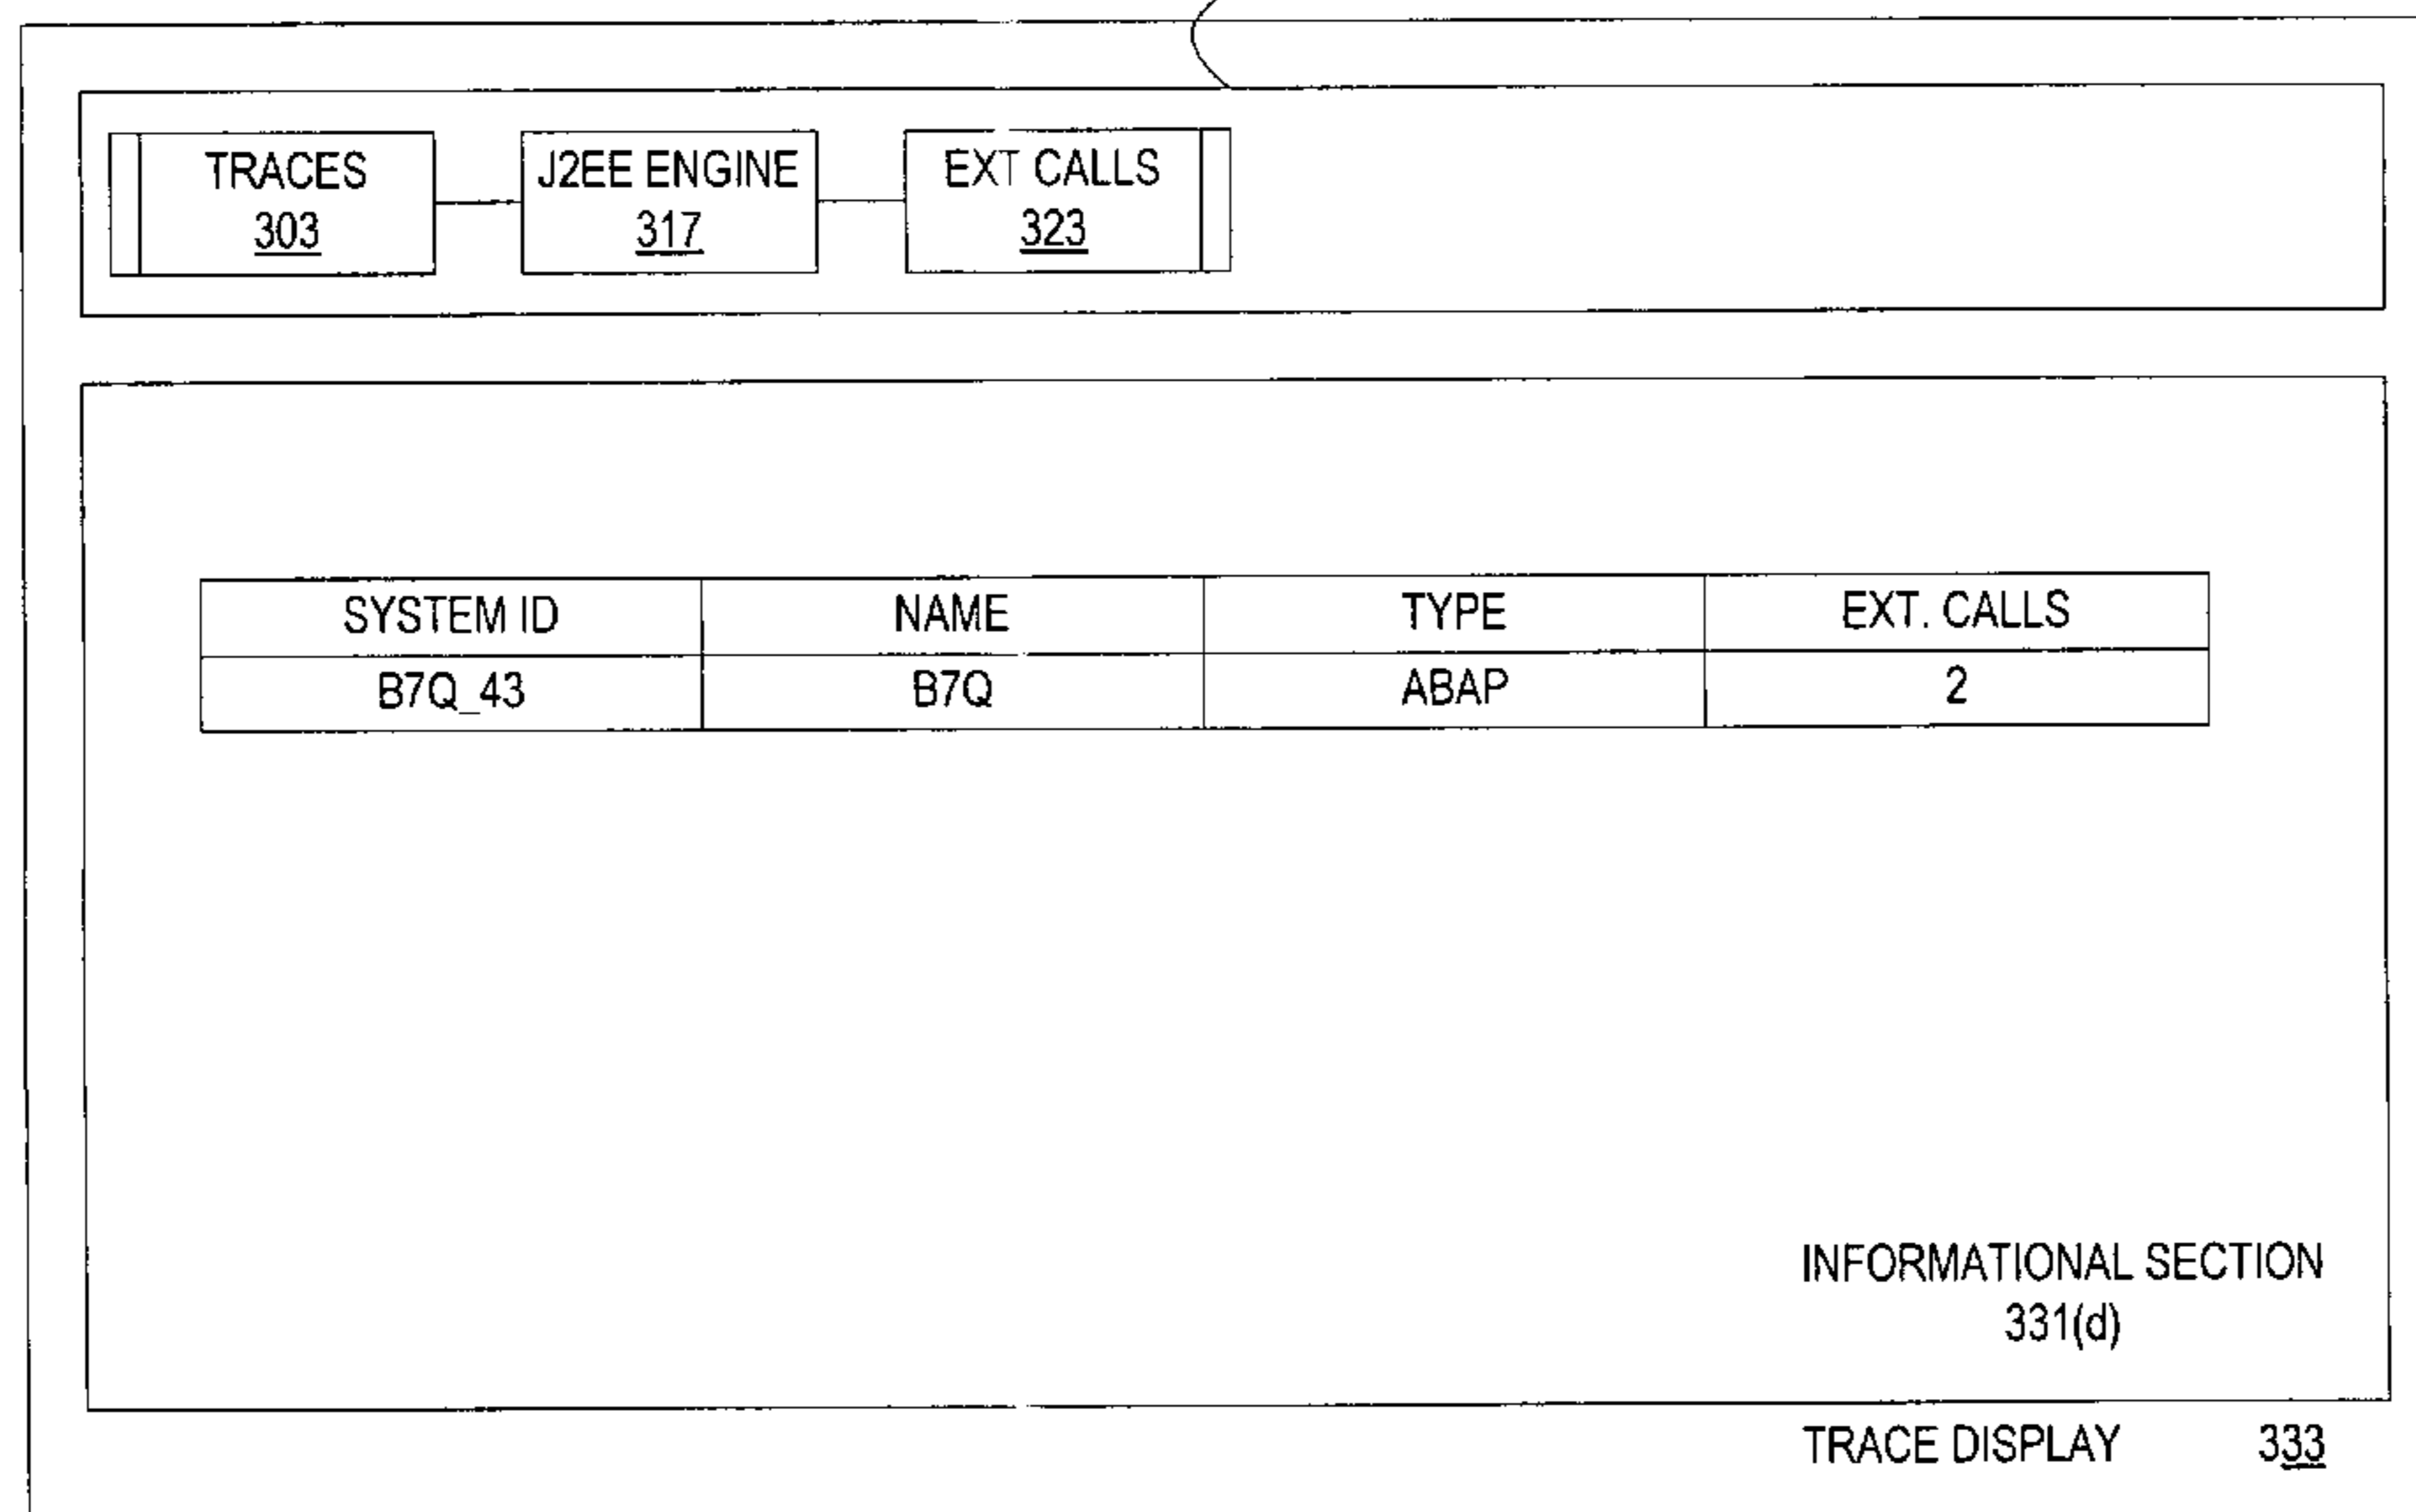 TRACES
303
J2EE ENGINE
317
EXT CALLS
323
SYSTEM ID NAME TYPE EXT. CALLS
B7Q_43 B7Q ABAP 2
INFORMATIONAL SECTION
331(d)
TRACE DISPLAY 333